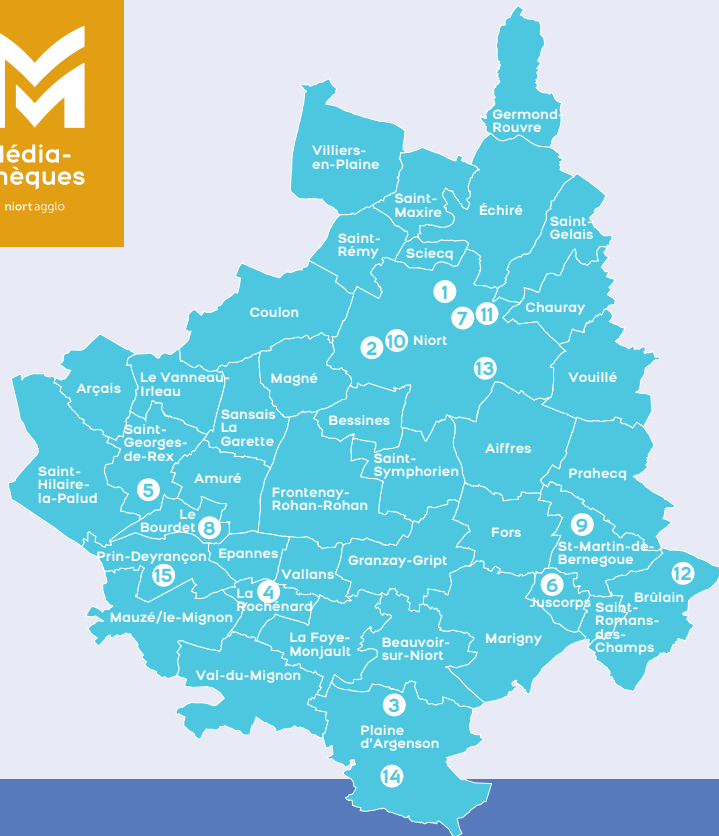 Média-
thèques
niortagglo
Germond-
Rouvre
Villiers-
en-Plaine
Saint-
Maxire
Échiré
Saint-
Gelais
Saint-
Rémy
Sciecq
1
Coulon
7
11
Chauray
2
10
Niort
13
Arçais
Le Vanneau-
Irleau
Magné
Vouillé
Sansais
La
Garette
Bessines
Saint-
Georges-
de-Rex
Aiffres
Saint-
Hilaire-
la-Palud
Amuré
Saint-
Symphorien
Prahecq
5
Frontenay-
Rohan-Rohan
Le
Bourdet
8
9
Fors
Prin-Deyrançon
Epannes
Granzay-Gript
St-Martin-de-
Bernegoue
15
Vallans
12
La
Rochénard
4
6
Juscorps
Brûlain
Mauzé/le-Mignon
Saint-
Romans-
des-
Champs
La Foye-
Monjault
Beauvoir-
sur-Niort
Marigny
Val-du-Mignon
3
Plaine
d'Argenson
14